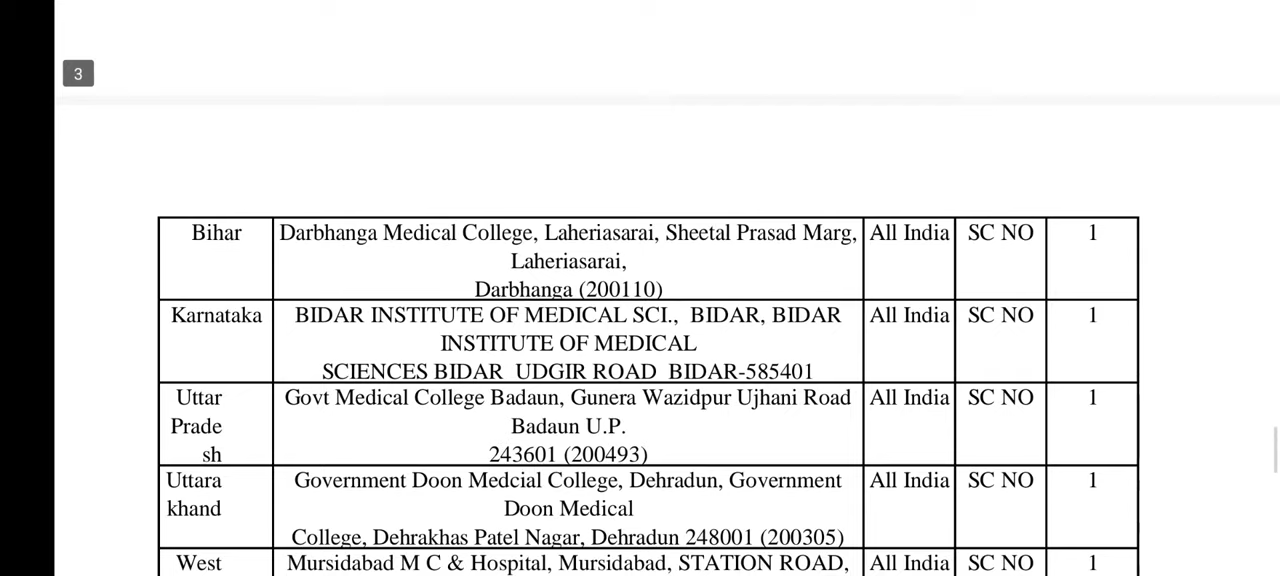 3
Bihar Darbhanga Medical College, Laheriasarai, Sheetal Prasad Marg, All India SC NO 1
Laheriasarai,
Darbhanga (200110)
Karnataka BIDAR INSTITUTE OF MEDICAL SCI., BIDAR, BIDAR All India SC NO 1
INSTITUTE OF MEDICAL
SCIENCES BIDAR UDGIR ROAD BIDAR-585401
Uttar Govt Medical College Badaun, Gunera Wazidpur Ujhani Road All India SC NO 1
Prade Badaun U.P.
sh 243601 (200493)
Uttara Government Doon Medcial College, Dehradun, Government All India SC NO 1
khand Doon Medical
College, Dehrakhas Patel Nagar, Dehradun 248001 (200305)
West Mursidabad M C & Hospital, Mursidabad, STATION ROAD, All India SC NO 1